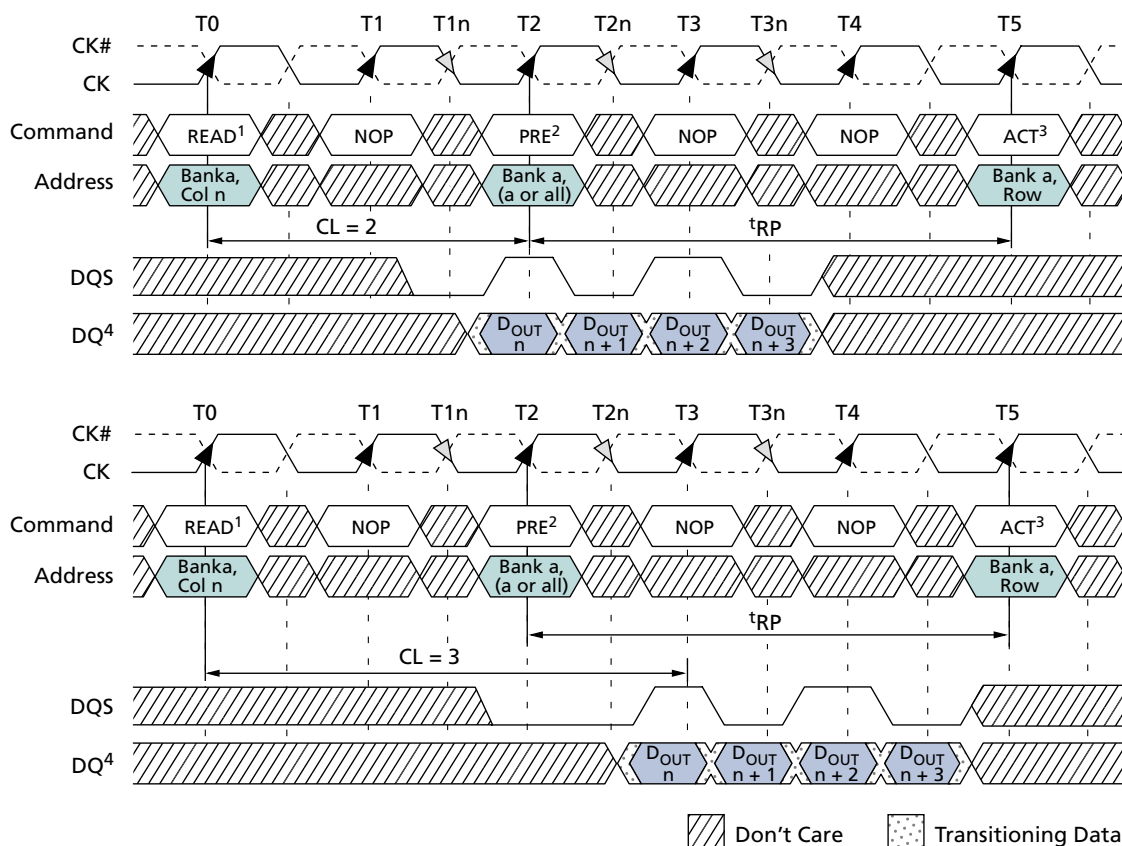 T0 T1 T1n T2 T2n T3 T3n T4 T5
CK#
CK
Command READ¹ NOP PRE² NOP NOP ACT³
Address Banka, Col n Bank a, (a or all) Bank a, Row
CL = 2 ᵗRP
DQS
DQ⁴ DOUT n DOUT n + 1 DOUT n + 2 DOUT n + 3
T0 T1 T1n T2 T2n T3 T3n T4 T5
CK#
CK
Command READ¹ NOP PRE² NOP NOP ACT³
Address Banka, Col n Bank a, (a or all) Bank a, Row
ᵗRP
CL = 3
DQS
DQ⁴ DOUT n DOUT n + 1 DOUT n + 2 DOUT n + 3
Don't Care Transitioning Data